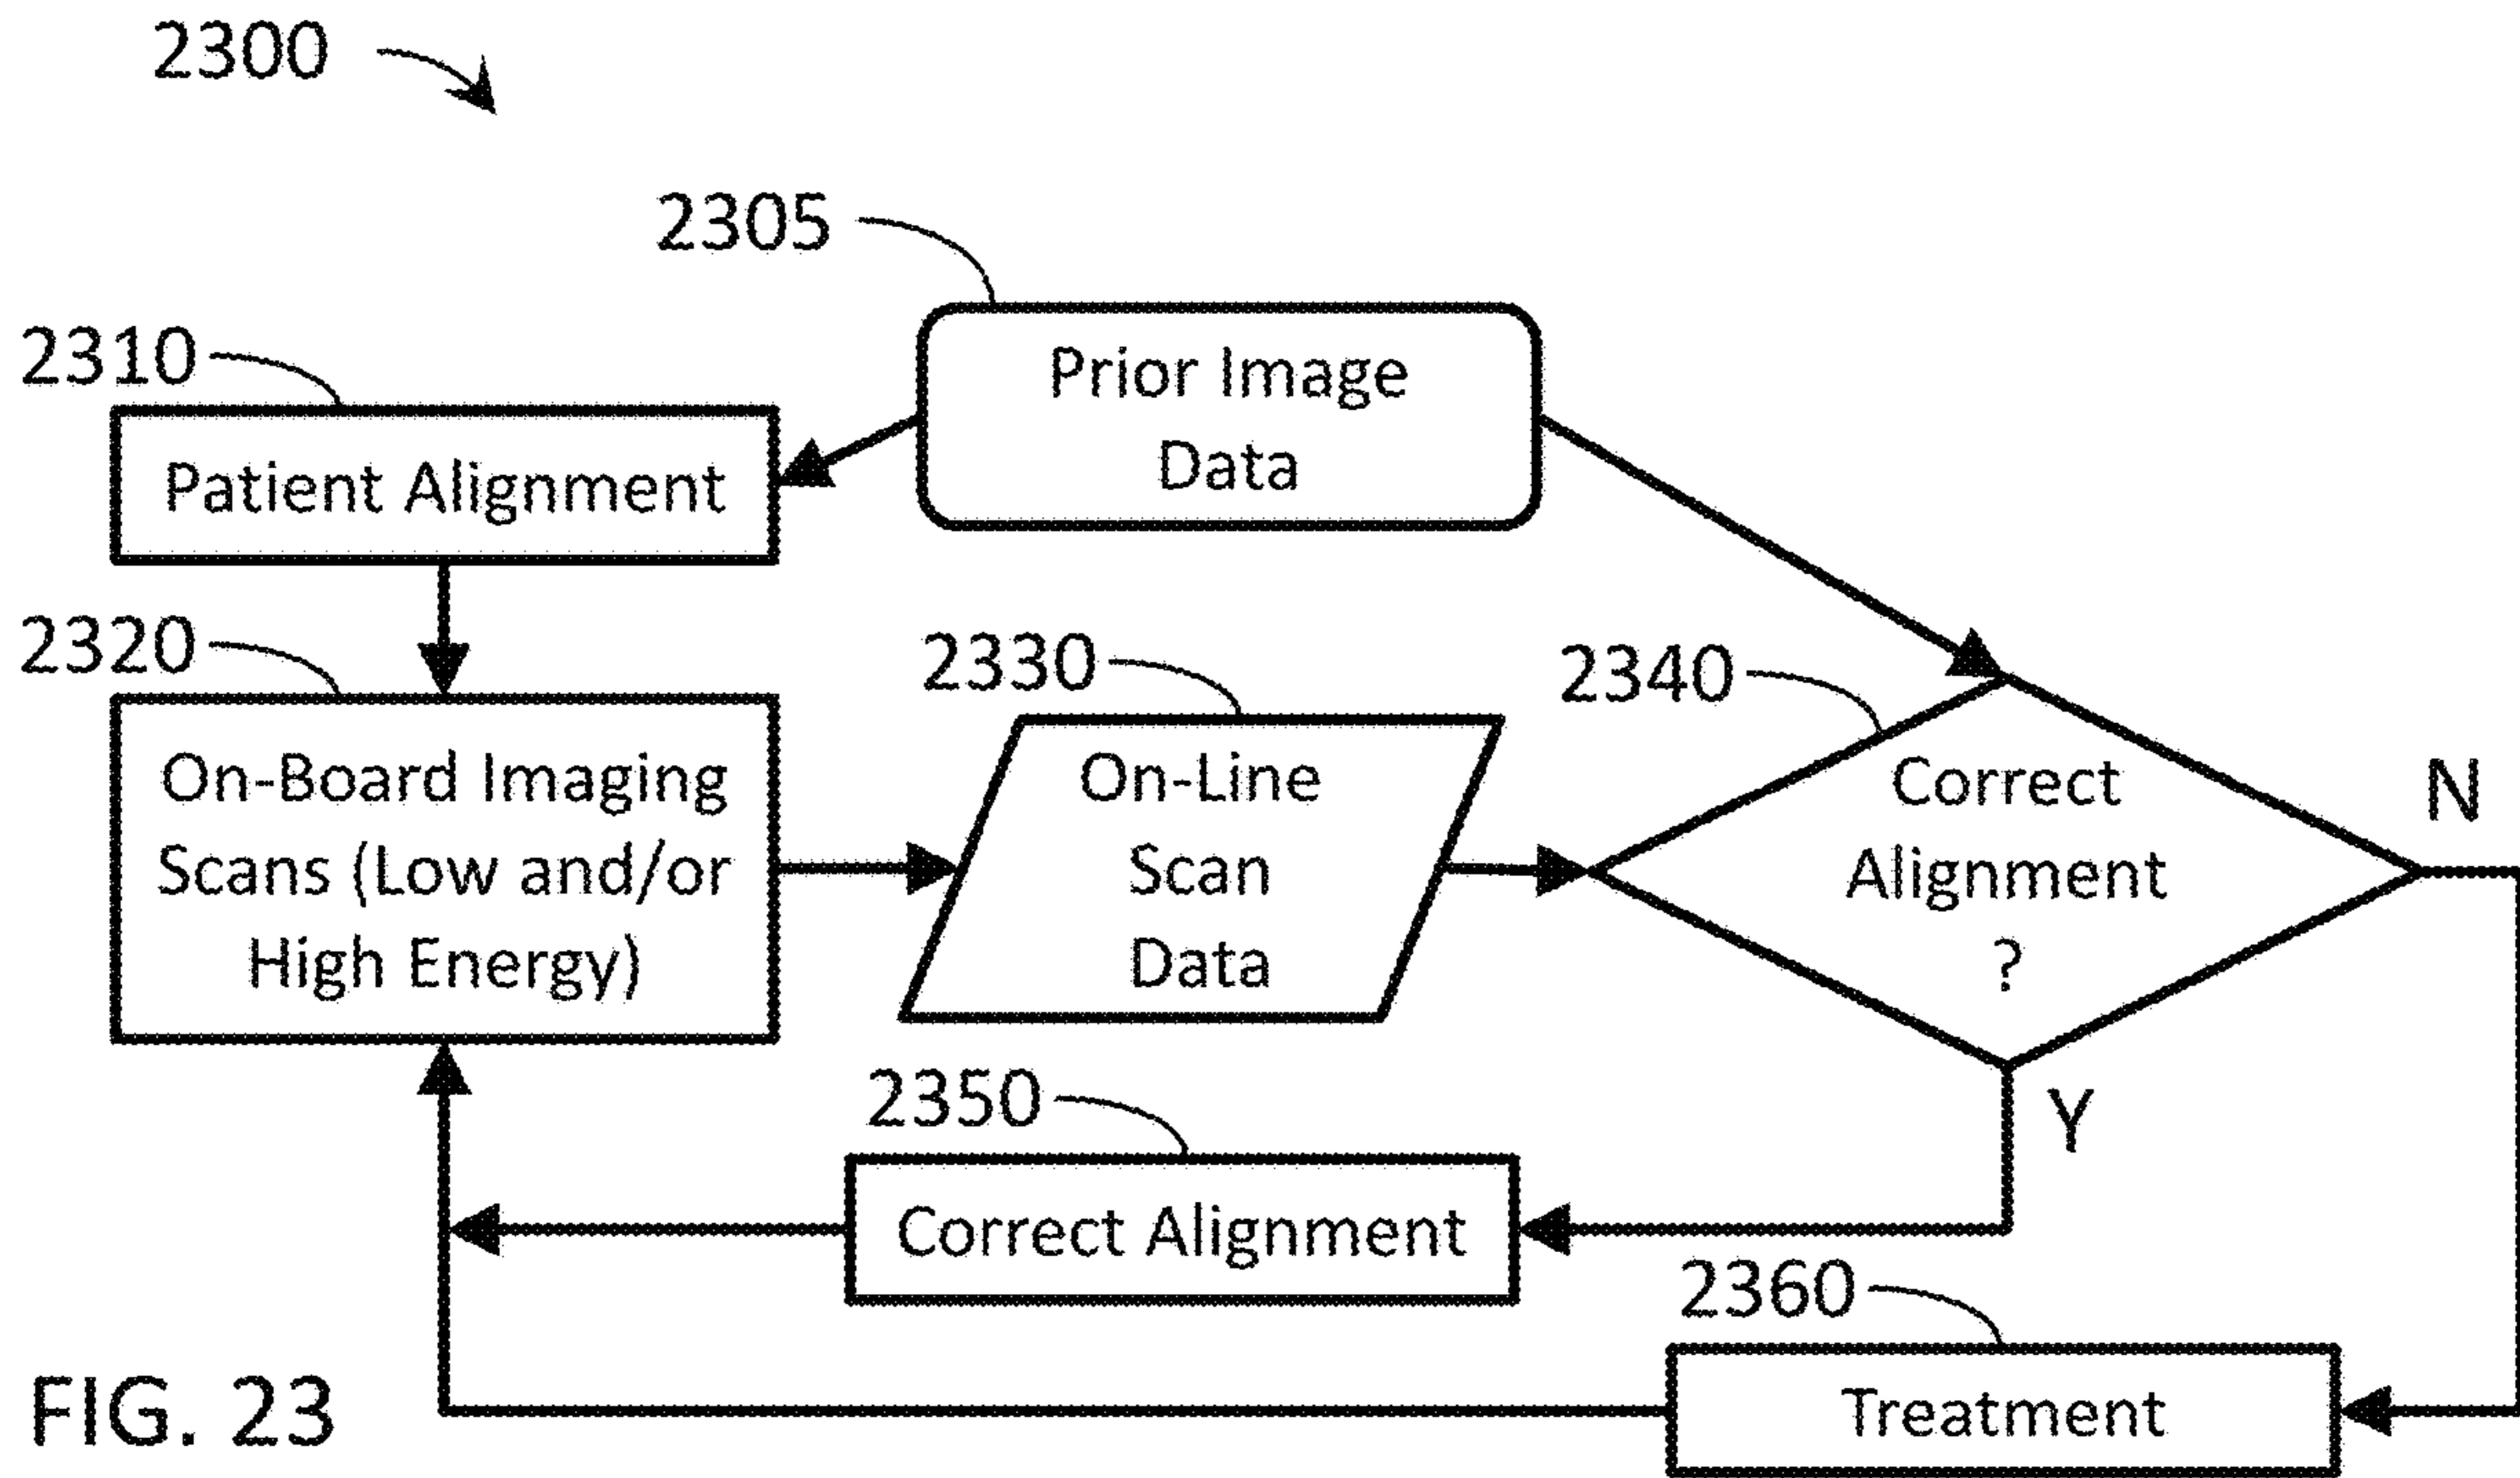 2300
2305
Prior Image
Data
2310
Patient Alignment
2320
On-Board Imaging
Scans (Low and/or
High Energy)
2330
On-Line
Scan
Data
2340
Correct
Alignment
?
N
Y
2350
Correct Alignment
2360
Treatment
FIG. 23